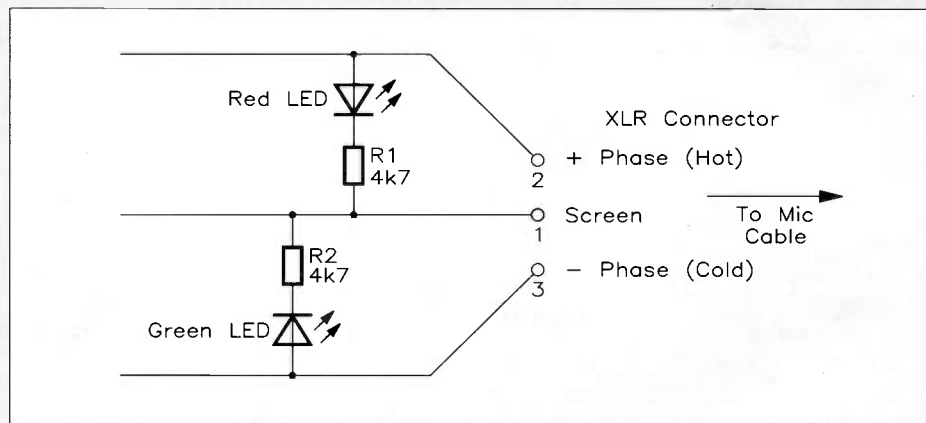 Red LED
R1
4k7
XLR Connector
+ Phase (Hot)
2
Screen
1
To Mic
Cable
R2
4k7
- Phase (Cold)
3
Green LED